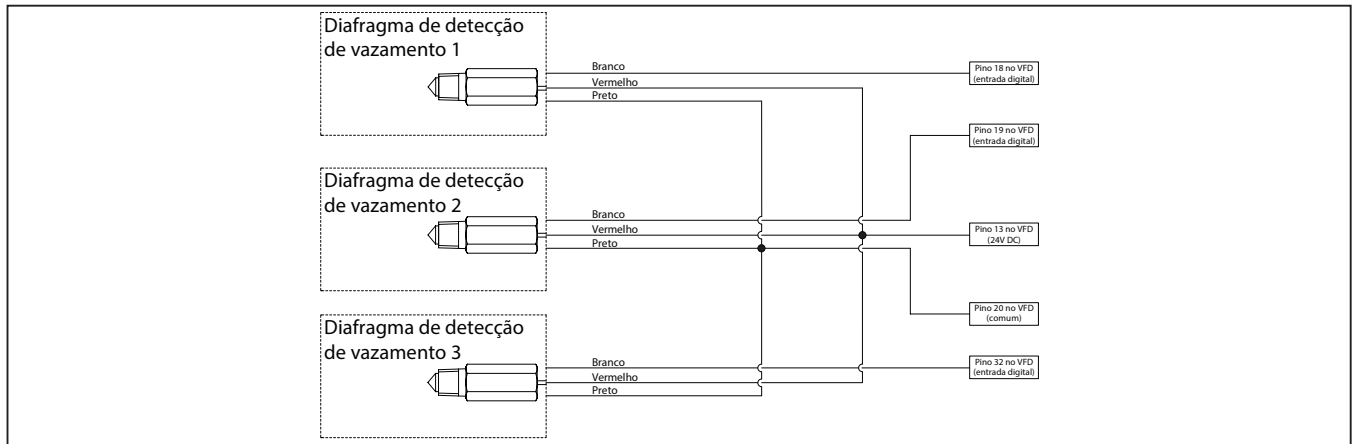 Diafragma de detecção
de vazamento 1
Branco
Vermelho
Preto
Pino 18 no VFD
(entrada digital)
Pino 19 no VFD
(entrada digital)
Diafragma de detecção
de vazamento 2
Branco
Vermelho
Preto
Pino 13 no VFD
(24V DC)
Pino 20 no VFD
(comum)
Diafragma de detecção
de vazamento 3
Branco
Vermelho
Preto
Pino 32 no VFD
(entrada digital)